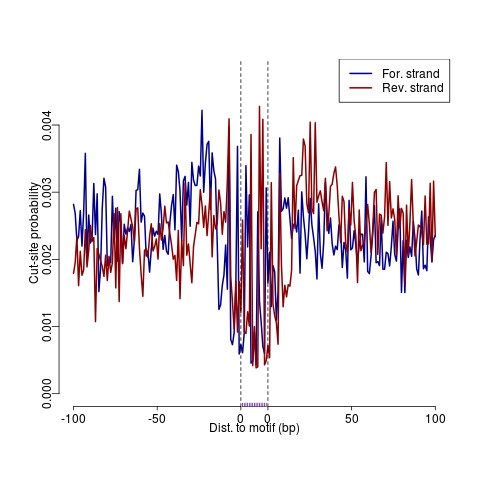 For. strand
Rev. strand
Cut-site probability
0.004
0.003
0.002
0.001
0.000
-100 -50 0 0 50 100
Dist. to motif (bp)